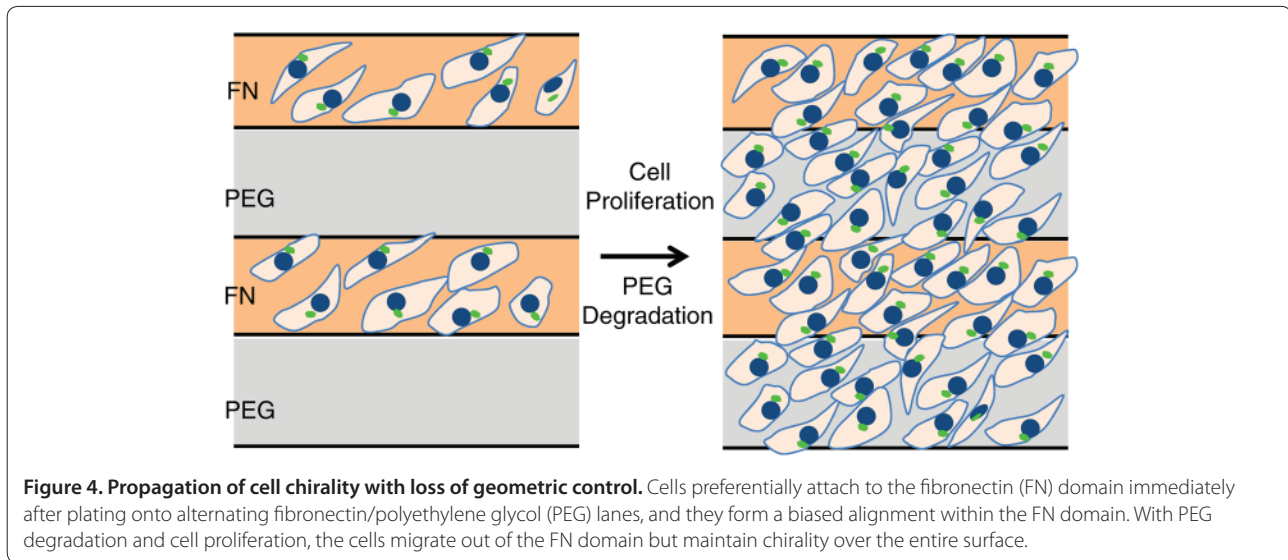 FN
PEG
FN
PEG
Cell
Proliferation
PEG
Degradation
Figure 4. Propagation of cell chirality with loss of geometric control. Cells preferentially attach to the fibronectin (FN) domain immediately
after plating onto alternating fibronectin/polyethylene glycol (PEG) lanes, and they form a biased alignment within the FN domain. With PEG
degradation and cell proliferation, the cells migrate out of the FN domain but maintain chirality over the entire surface.